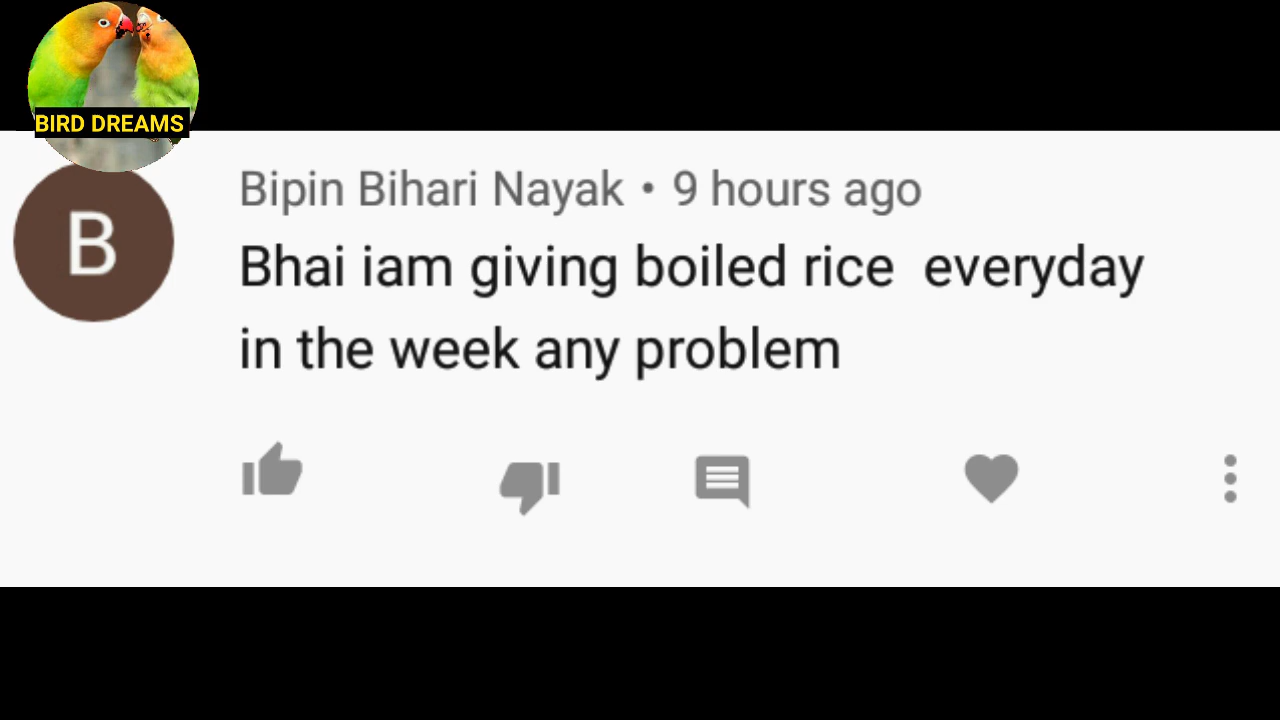 BIRD DREAMS
B
Bipin Bihari Nayak • 9 hours ago
Bhai iam giving boiled rice  everyday
in the week any problem